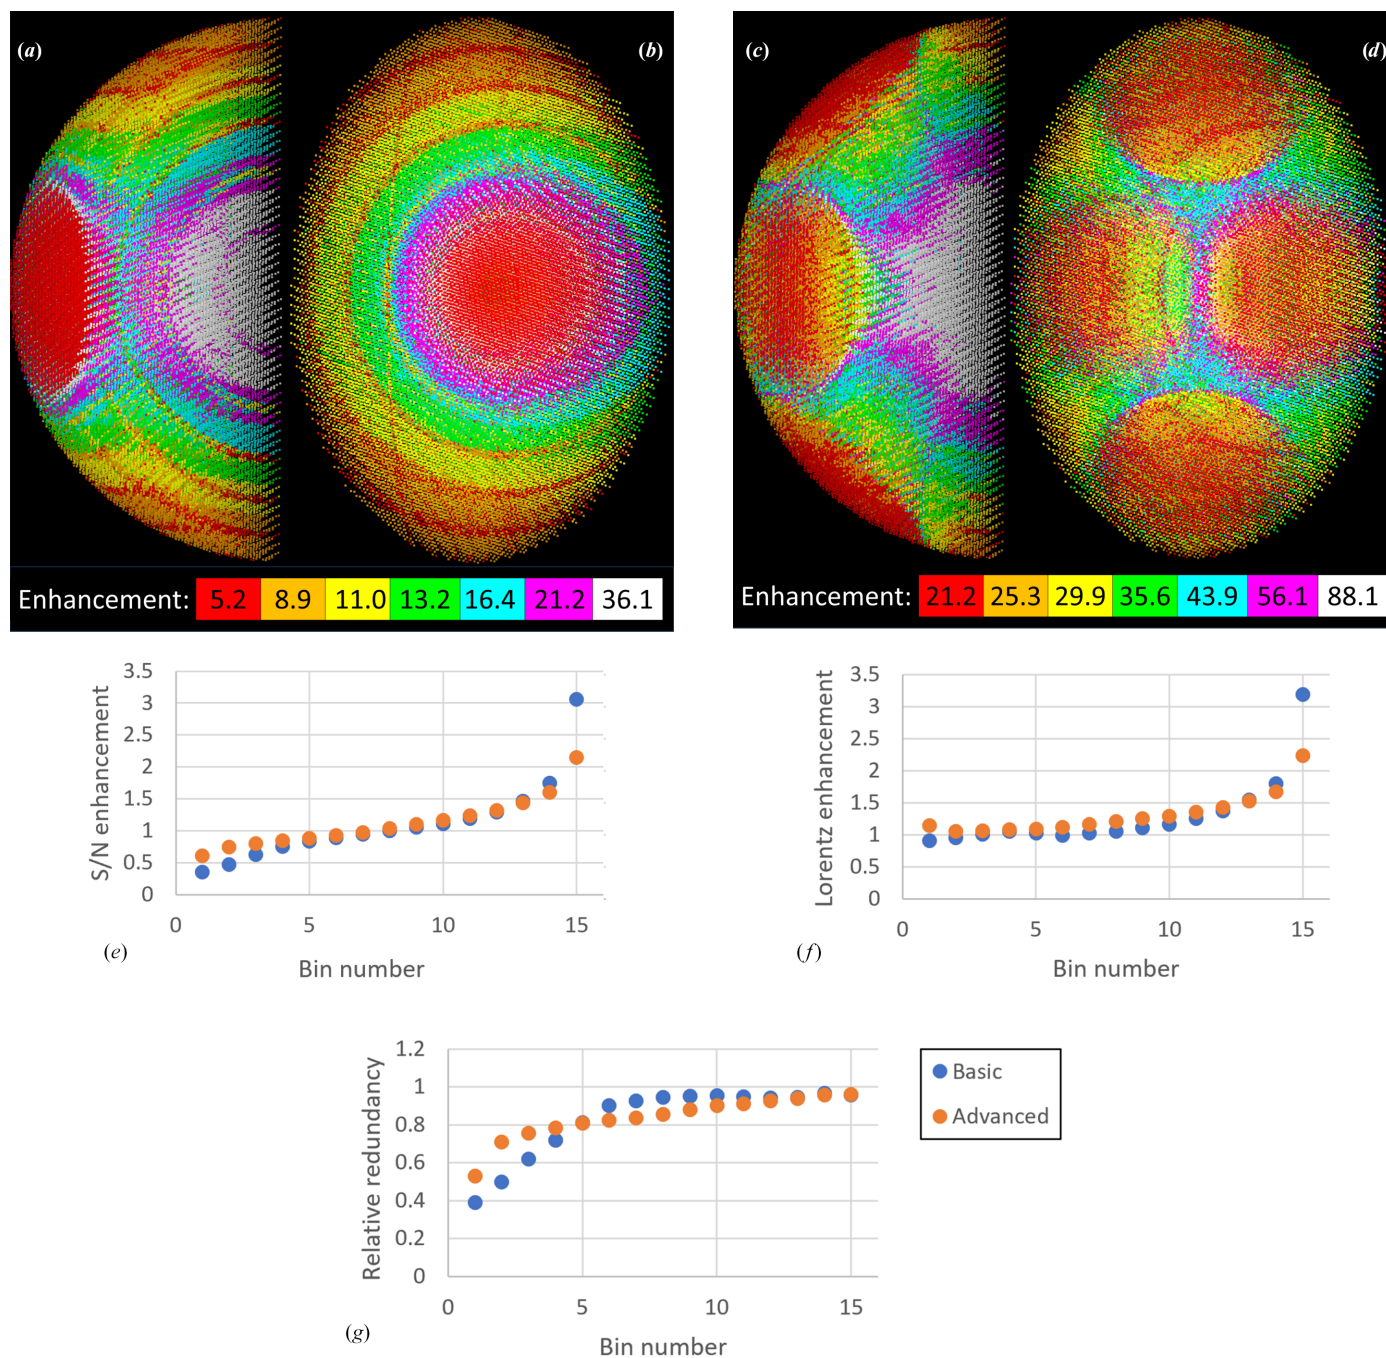 (a) (b) (c) (d)
Enhancement: 5.2 8.9 11.0 13.2 16.4 21.2 36.1
Enhancement: 21.2 25.3 29.9 35.6 43.9 56.1 88.1
S/N enhancement
3.5
3
2.5
2
1.5
1
0.5
0
0 5 10 15
(e)
Bin number
Lorentz enhancement
3.5
3
2.5
2
1.5
1
0.5
0
0 5 10 15
(f)
Bin number
Relative redundancy
1.2
1
0.8
0.6
0.4
0.2
0
0 5 10 15
(g)
Bin number
Basic
Advanced